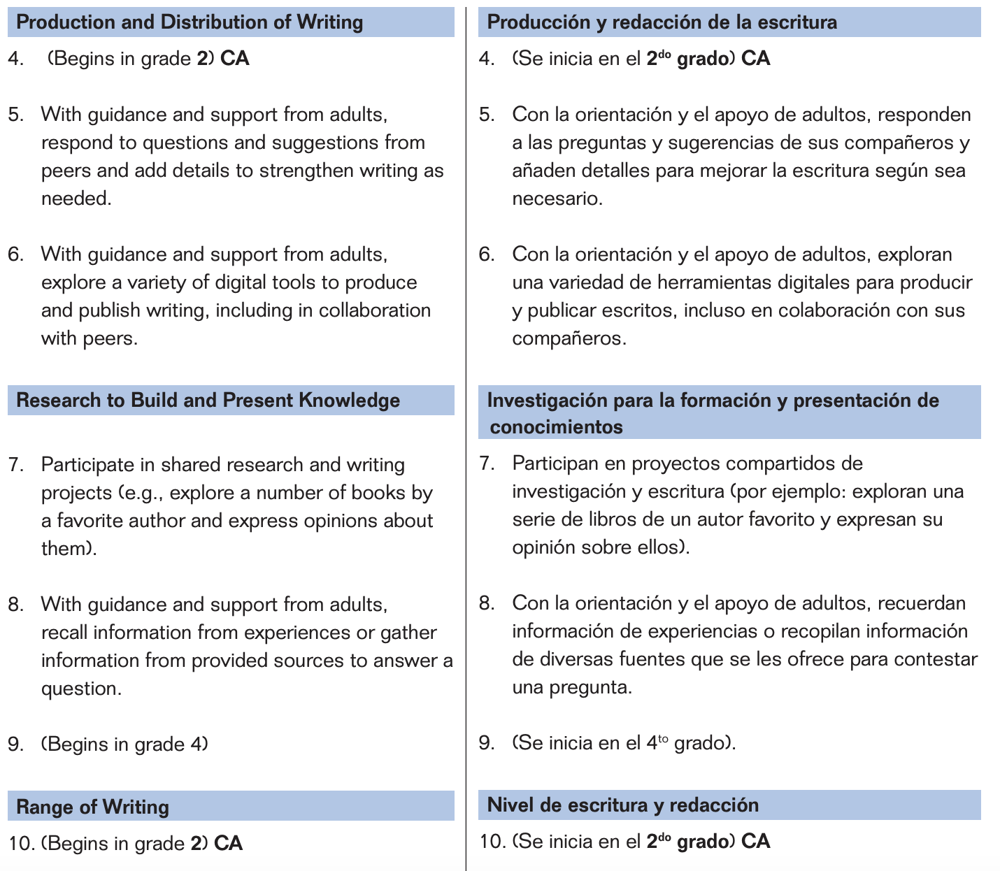 Production and Distribution of Writing
4. (Begins in grade 2) CA
5. With guidance and support from adults,
respond to questions and suggestions from
peers and add details to strengthen writing as
needed.
6. With guidance and support from adults,
explore a variety of digital tools to produce
and publish writing, including in collaboration
with peers.
Research to Build and Present Knowledge
7. Participate in shared research and writing
projects (e.g., explore a number of books by
a favorite author and express opinions about
them).
8. With guidance and support from adults,
recall information from experiences or gather
information from provided sources to answer a
question.
9. (Begins in grade 4)
Range of Writing
10. (Begins in grade 2) CA
Producción y redacción de la escritura
4. (Se inicia en el 2do grado) CA
5. Con la orientación y el apoyo de adultos, responden
a las preguntas y sugerencias de sus compañeros y
añaden detalles para mejorar la escritura según sea
necesario.
6. Con la orientación y el apoyo de adultos, exploran
una variedad de herramientas digitales para producir
y publicar escritos, incluso en colaboración con sus
compañeros.
Investigación para la formación y presentación de
conocimientos
7. Participan en proyectos compartidos de
investigación y escritura (por ejemplo: exploran una
serie de libros de un autor favorito y expresan su
opinión sobre ellos).
8. Con la orientación y el apoyo de adultos, recuerdan
información de experiencias o recopilan información
de diversas fuentes que se les ofrece para contestar
una pregunta.
9. (Se inicia en el 4to grado).
Nivel de escritura y redacción
10. (Se inicia en el 2do grado) CA